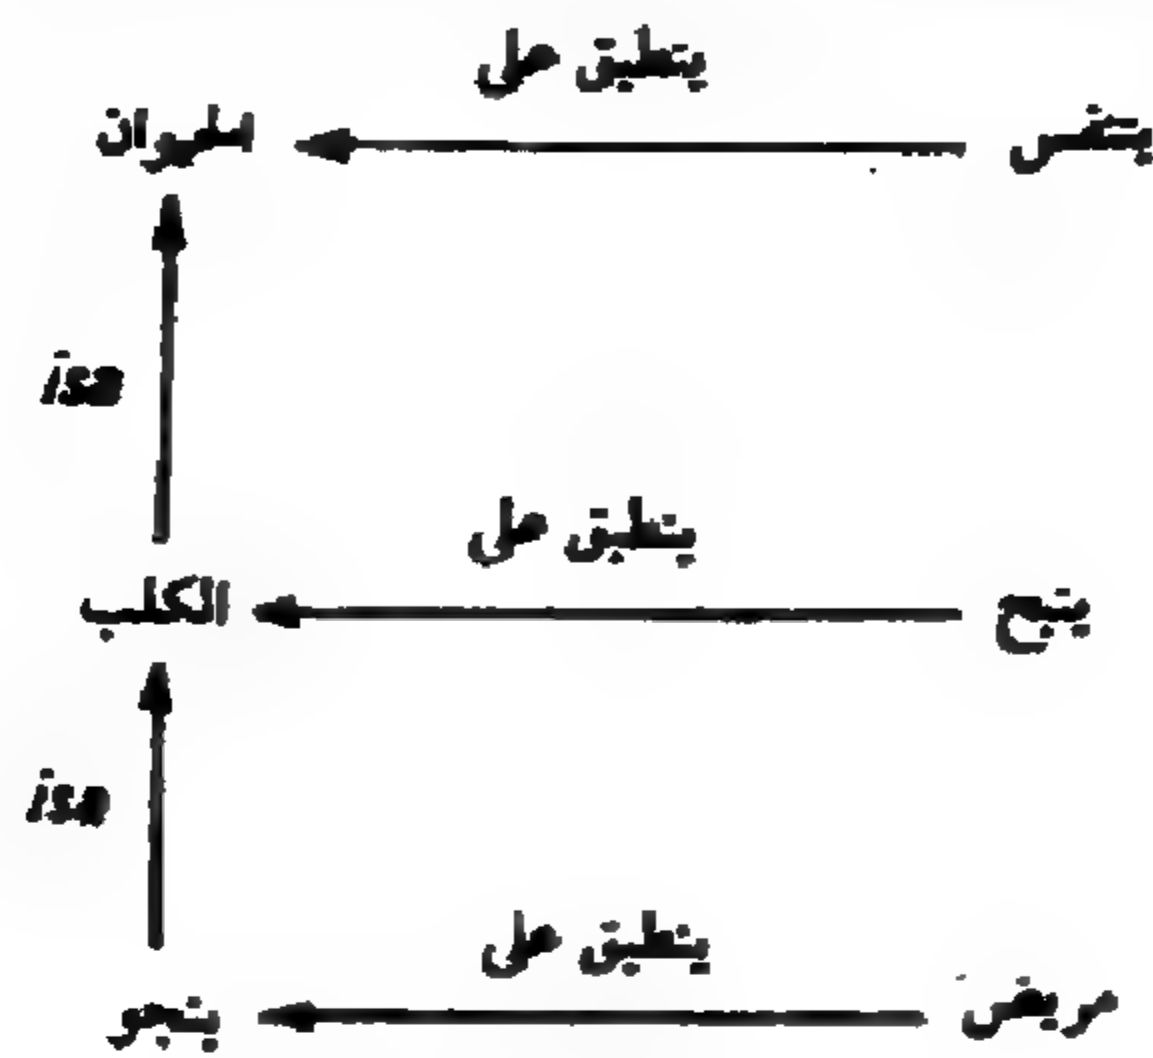 ينطبق على
يتنفس
الحيوان
isa
ينطبق على
ينبح
الكلب
isa
ينطبق على
مريض
بنجو